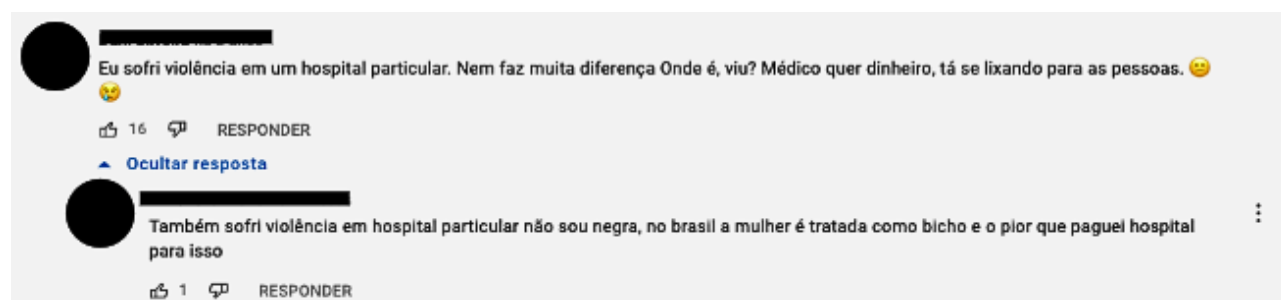 Eu sofri violência em um hospital particular. Nem faz muita diferença Onde é, viu? Médico quer dinheiro, tá se lixando para as pessoas. 😐
😢
16 RESPONDER
Ocultar resposta
Também sofri violência em hospital particular não sou negra, no brasil a mulher é tratada como bicho e o pior que paguei hospital
para isso
1 RESPONDER